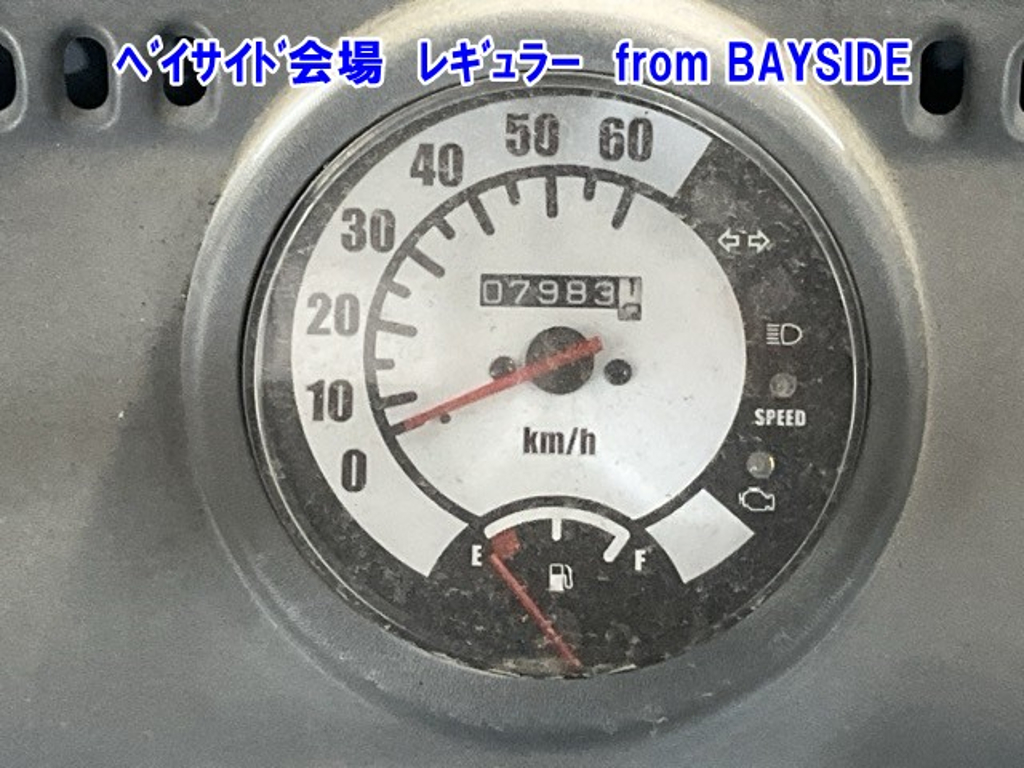 ﾍﾞｲｻｲﾄﾞ会場　ﾚｷﾞｭﾗｰ　from BAYSIDE
50 60
40
30
20
10
0
07983
SPEED
km/h
E F